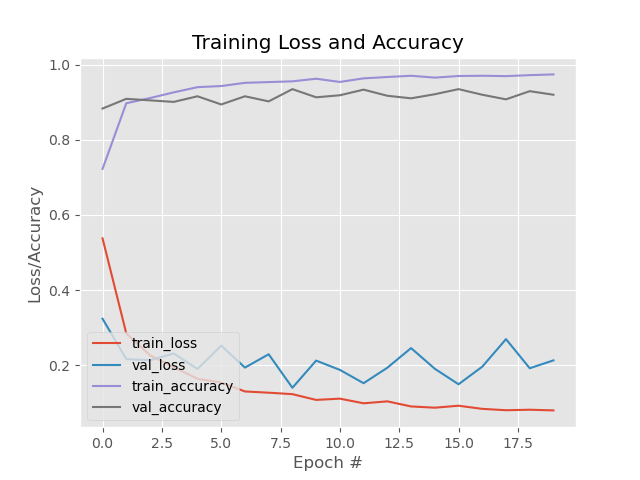 Training Loss and Accuracy
Loss/Accuracy
1.0
0.8
0.6
0.4
0.2
train_loss
val_loss
train_accuracy
val_accuracy
0.0 2.5 5.0 7.5 10.0 12.5 15.0 17.5
Epoch #